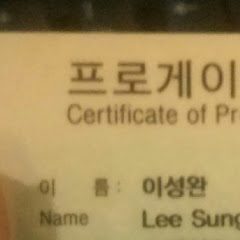 프로게이
Certificate of Pr
이 름 : 이성완
Name Lee Sung